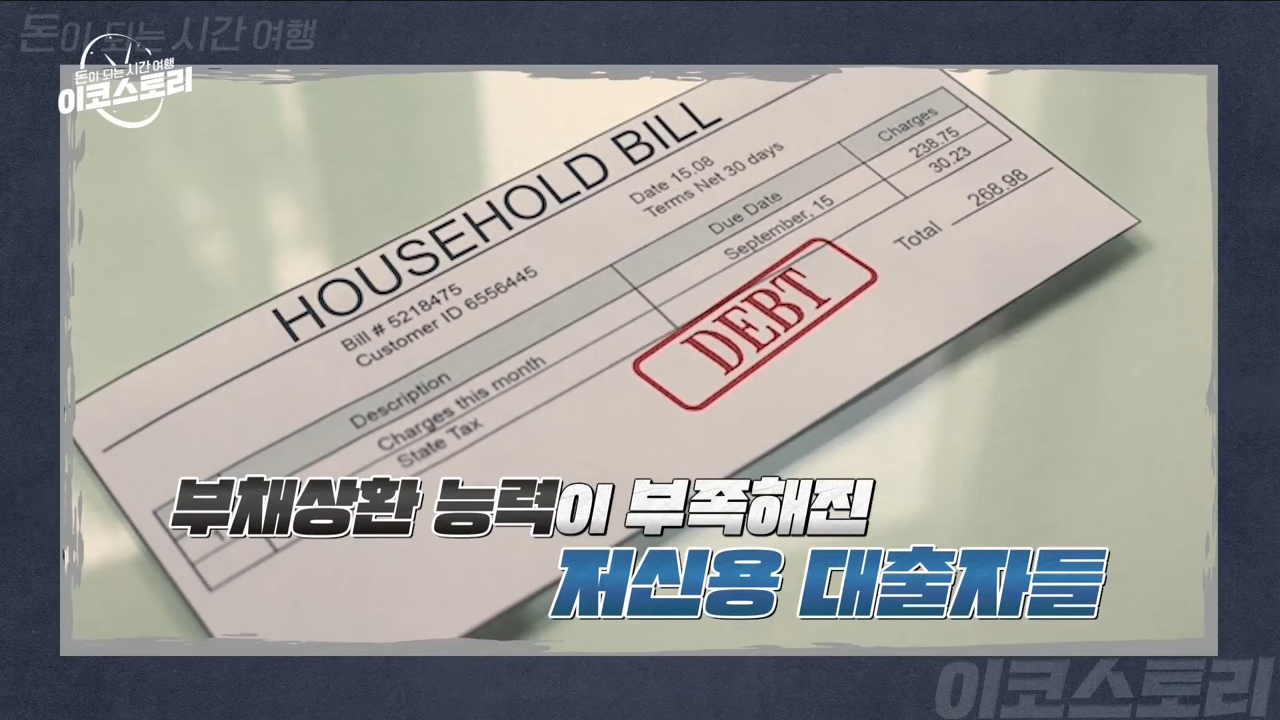 돈이 되는 시간 여행
돈이 되는 시간 여행
이코스토리
HOUSEHOLD BILL
Bill # 5218475
Customer ID 6556445
Date 15.08
Terms Net 30 days
Description
Due Date
Charges
Charges this month
September, 15
238.75
State Tax
30.23
Total 268.98
DEBT
부채상환 능력이 부족해진
저신용 대출자들
이코스토리